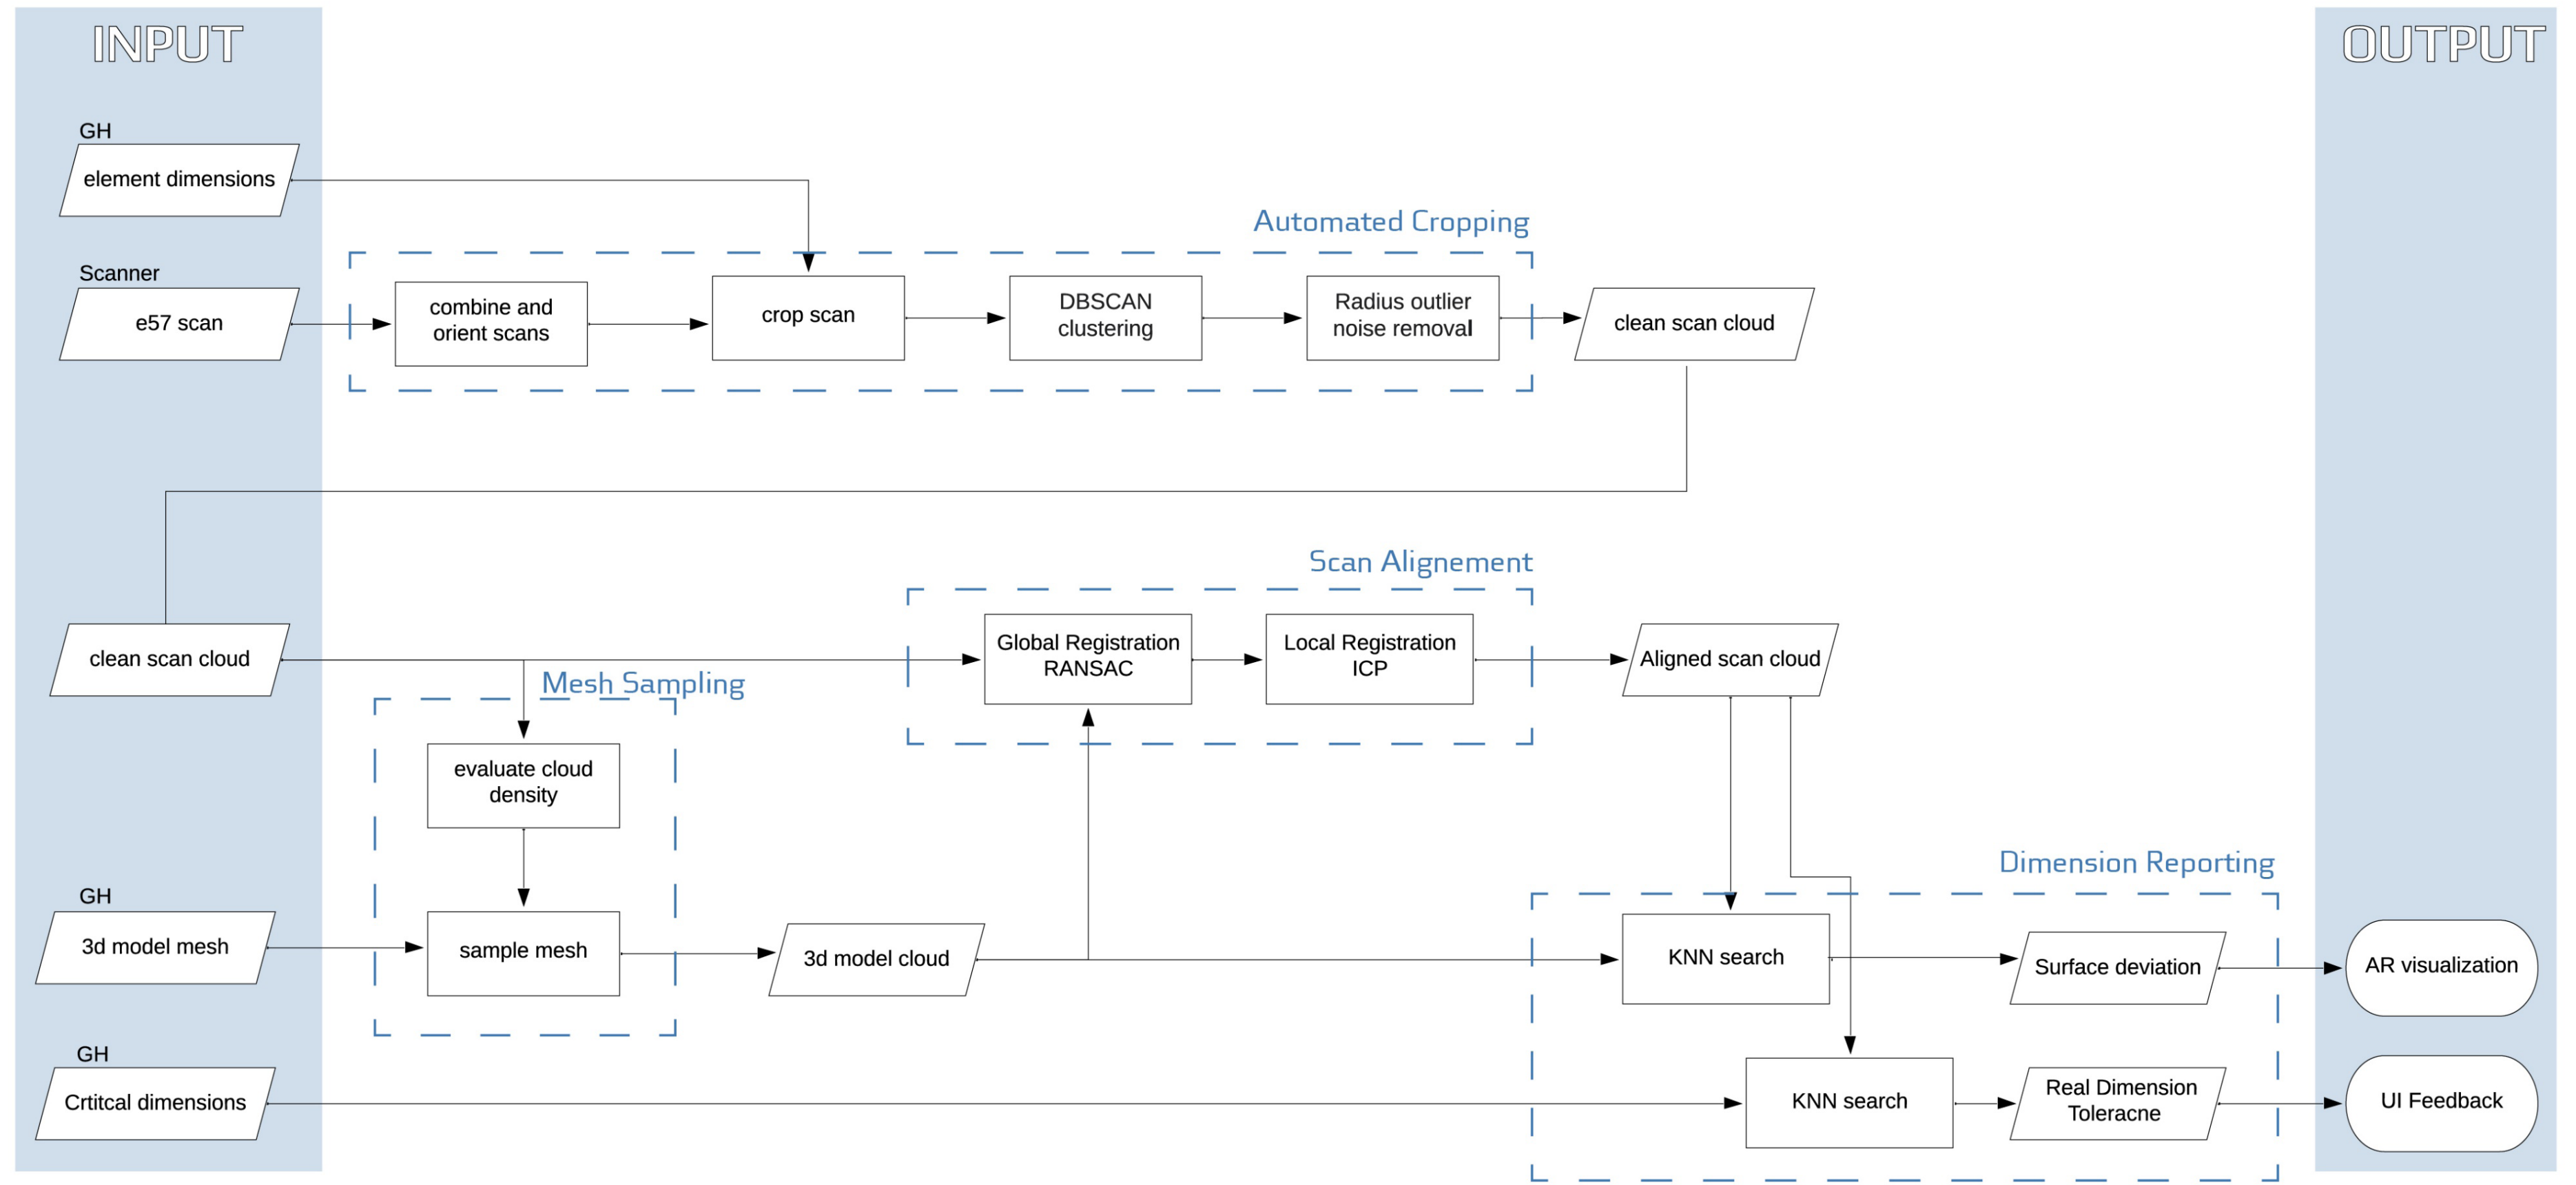 INPUT
OUTPUT
GH
element dimensions
Automated Cropping
Scanner
e57 scan
combine and
orient scans
crop scan
DBSCAN
clustering
Radius outlier
noise removal
clean scan cloud
Scan Alignement
clean scan cloud
Global Registration
RANSAC
Local Registration
ICP
Aligned scan cloud
Mesh Sampling
evaluate cloud
density
Dimension Reporting
GH
3d model mesh
sample mesh
3d model cloud
KNN search
Surface deviation
AR visualization
GH
Crtitcal dimensions
KNN search
Real Dimension
Toleracne
UI Feedback